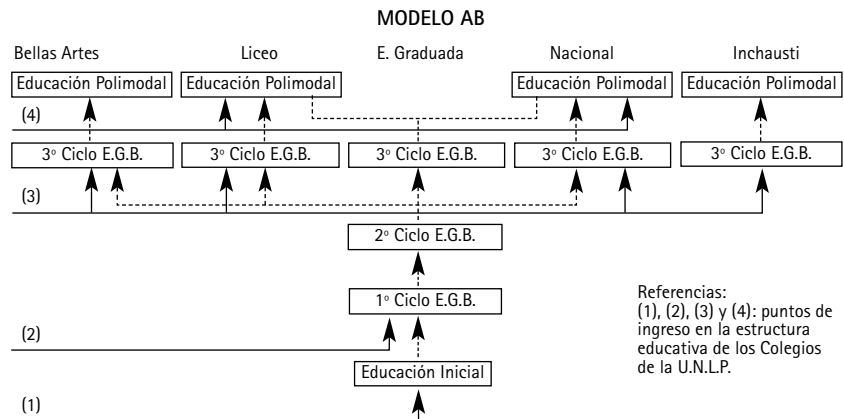 MODELO AB
Bellas Artes Liceo E. Graduada Nacional Inchausti
Educación Polimodal Educación Polimodal Educación Polimodal Educación Polimodal
(4)
3º Ciclo E.G.B. 3º Ciclo E.G.B. 3º Ciclo E.G.B. 3º Ciclo E.G.B. 3º Ciclo E.G.B.
(3)
2º Ciclo E.G.B.
1º Ciclo E.G.B.
Referencias:
(1), (2), (3) y (4): puntos de
ingreso en la estructura
educativa de los Colegios
de la U.N.L.P.
(2)
Educación Inicial
(1)